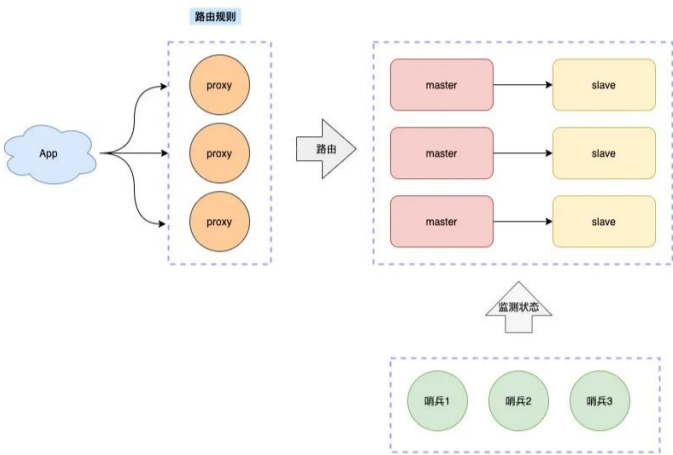 路由规则
proxy
master
slave
App
proxy
路由
master
slave
proxy
master
slave
监测状态
哨兵1
哨兵2
哨兵3